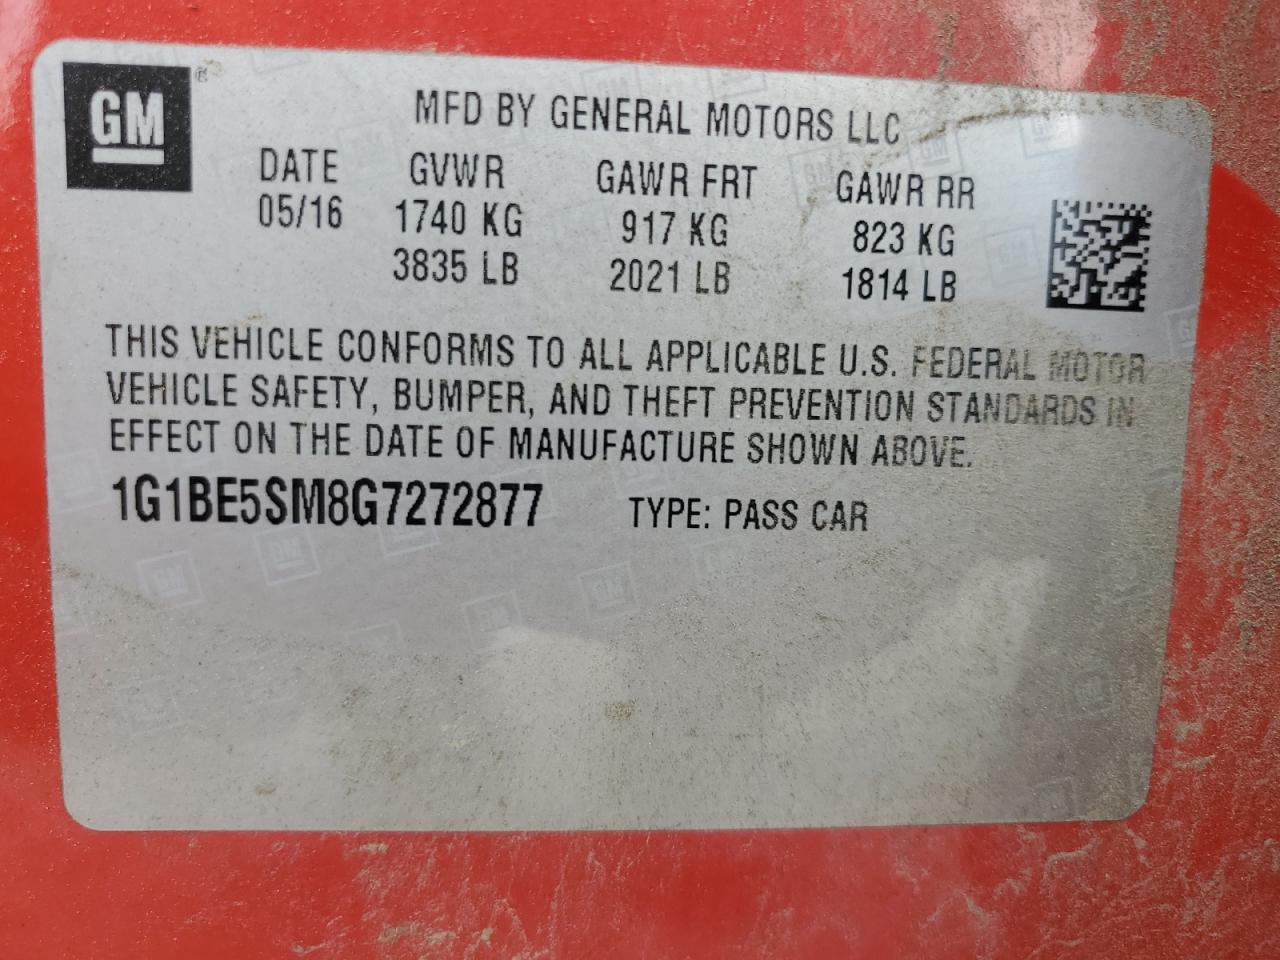 GM
MFD BY GENERAL MOTORS LLC
DATE GVWR GAWR FRT GAWR RR
05/16 1740 KG 917 KG 823 KG
3835 LB 2021 LB 1814 LB
THIS VEHICLE CONFORMS TO ALL APPLICABLE U.S. FEDERAL MOTOR
VEHICLE SAFETY, BUMPER, AND THEFT PREVENTION STANDARDS IN
EFFECT ON THE DATE OF MANUFACTURE SHOWN ABOVE.
1G1BE5SM8G7272877 TYPE: PASS CAR